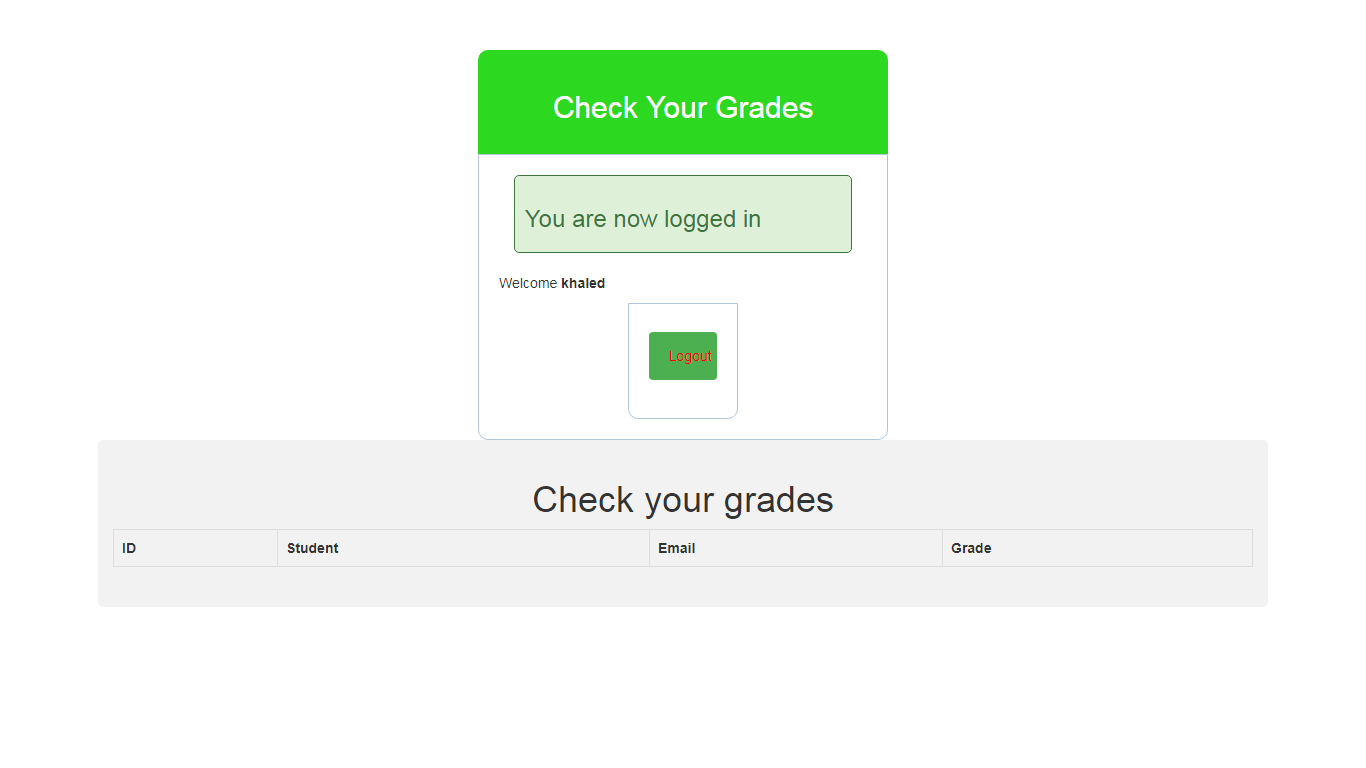 Check Your Grades
You are now logged in
Welcome khaled
Logout
Check your grades
ID Student Email Grade